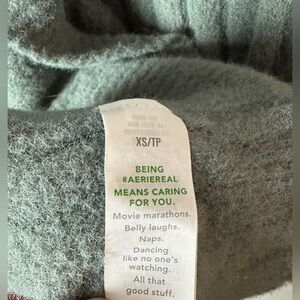 XS/TP
BEING
#AERIEREAL
MEANS CARING
FOR YOU.
Movie marathons.
Belly laughs.
Naps.
Dancing
like no one's
watching.
All that
good stuff.